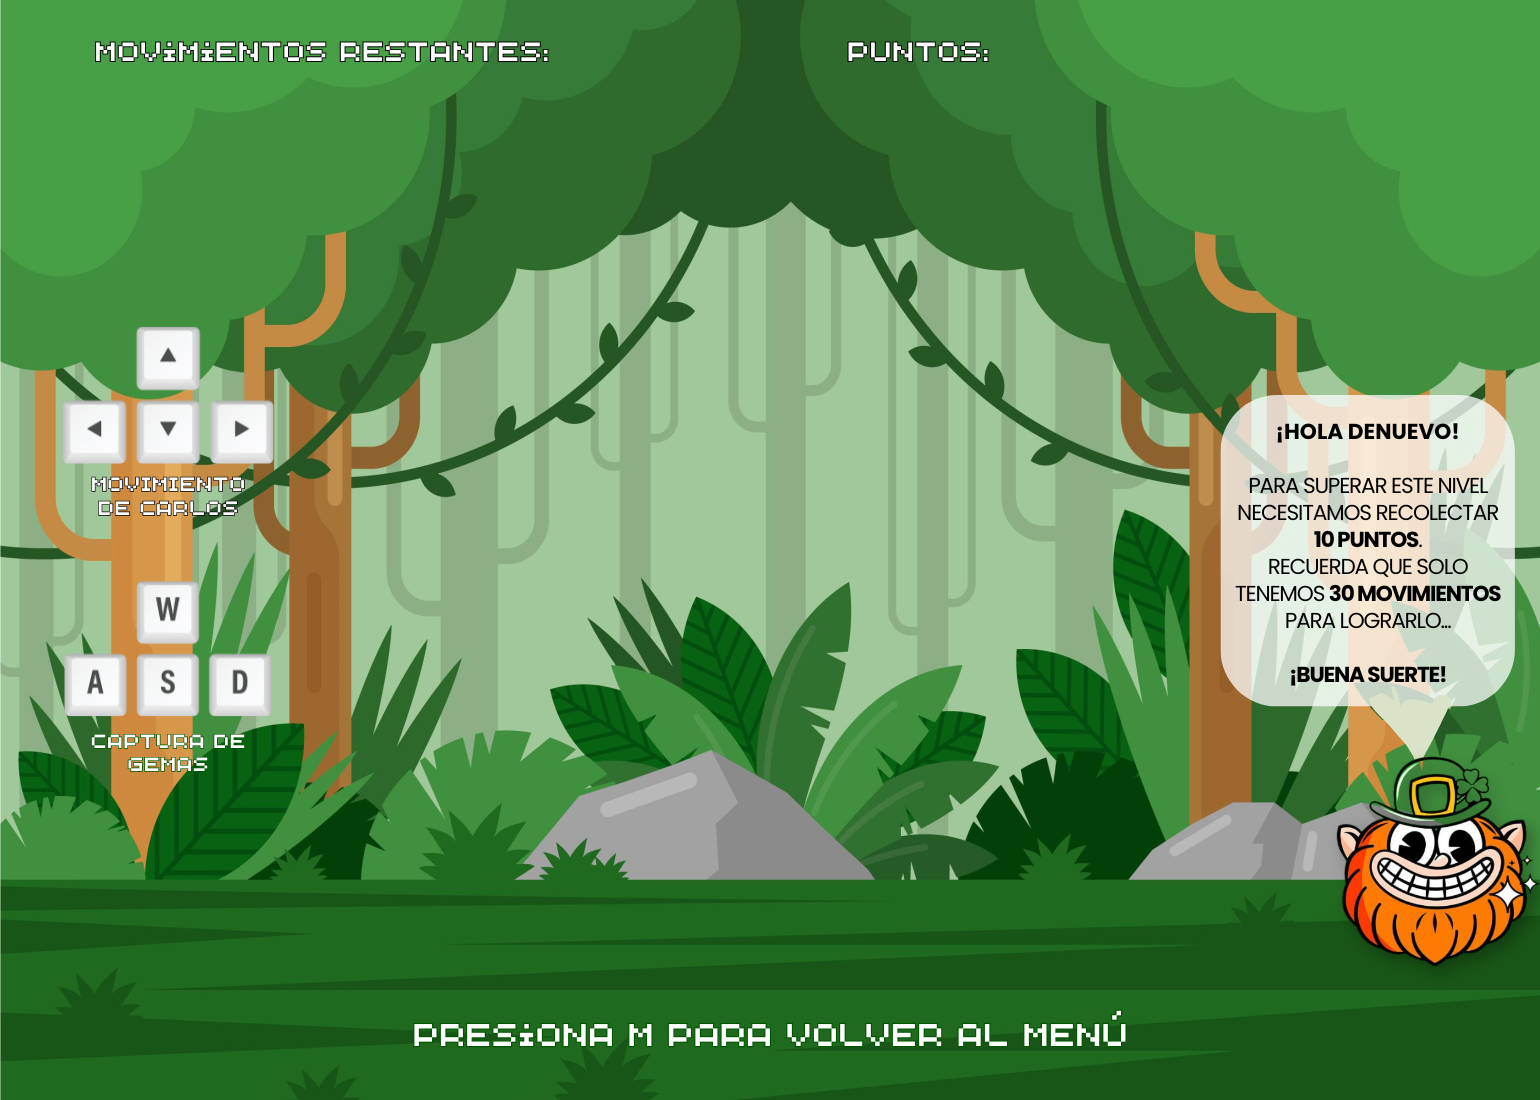 MOVIMIENTOS RESTANTES:
PUNTOS:
MOVIMIENTO
DE CARLOS
W
A S D
CAPTURA DE
GEMAS
¡HOLA DENUEVO!
PARA SUPERAR ESTE NIVEL
NECESITAMOS RECOLECTAR
10 PUNTOS.
RECUERDA QUE SOLO
TENEMOS 30 MOVIMIENTOS
PARA LOGRARLO...
¡BUENA SUERTE!
PRESIONA M PARA VOLVER AL MENÚ